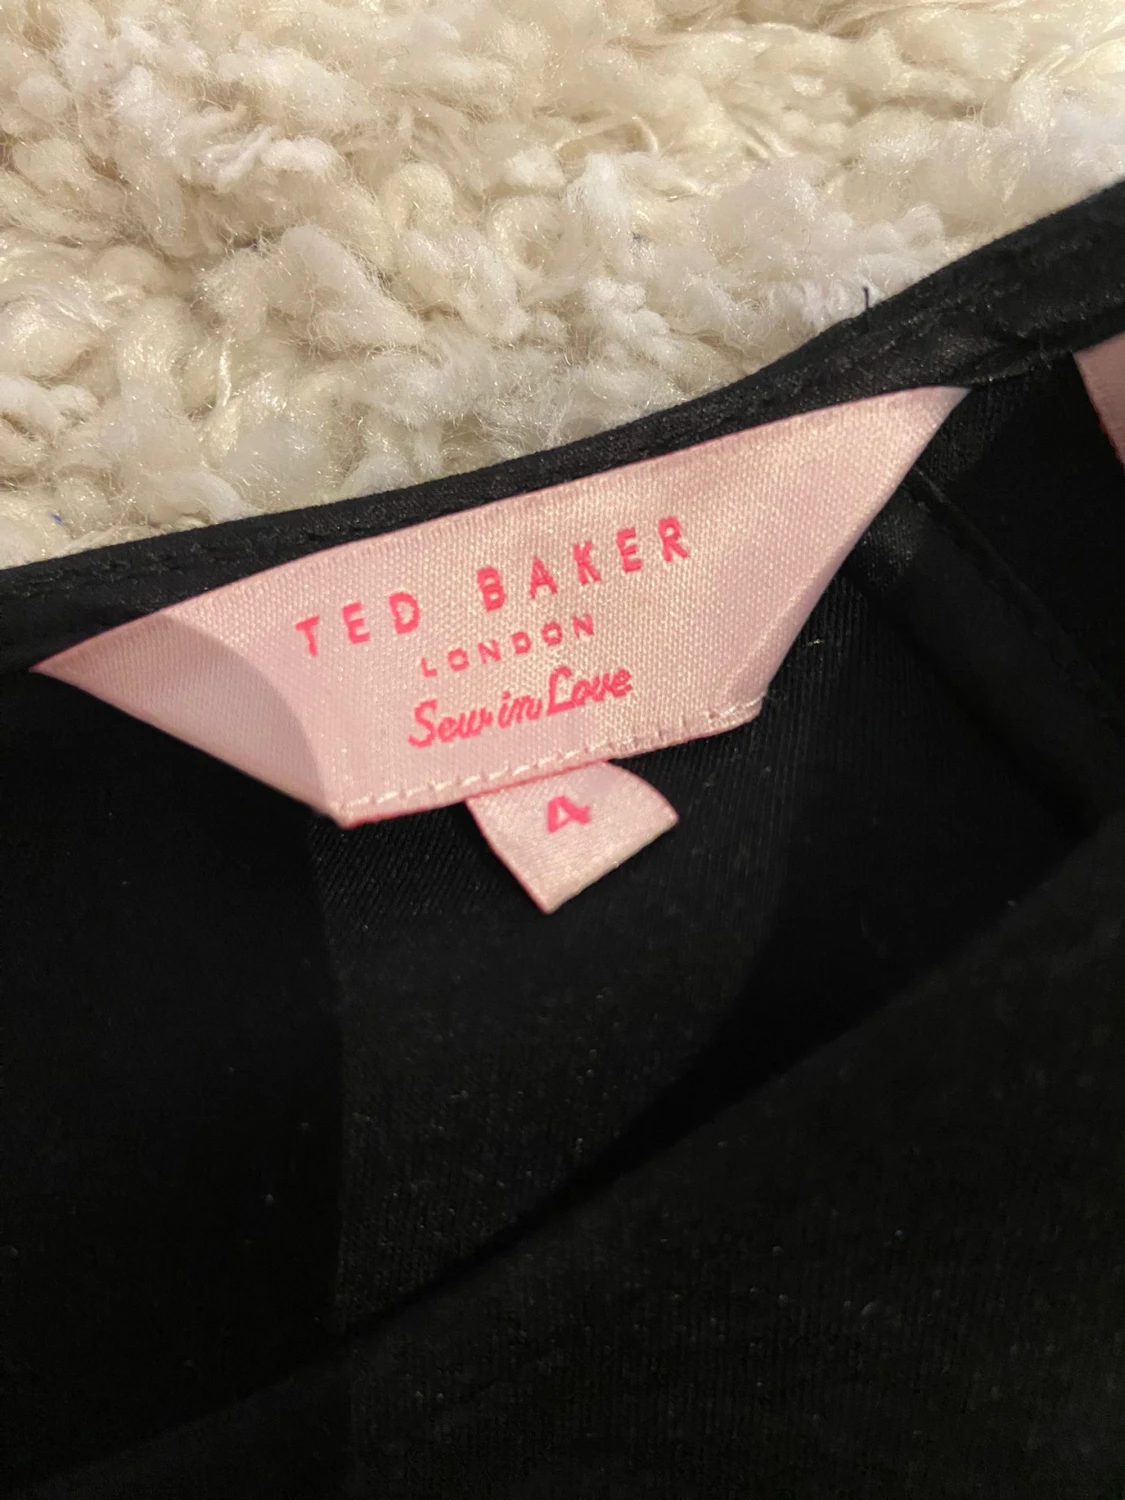 TED BAKER
LONDON
Sew in Love
4